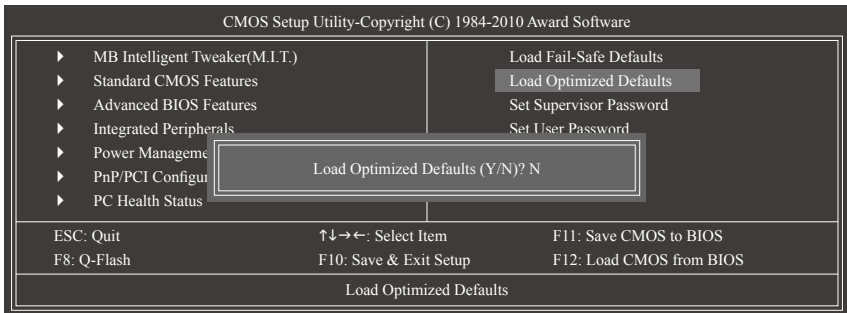 CMOS Setup Utility-Copyright (C) 1984-2010 Award Software
MB Intelligent Tweaker(M.I.T.)
Standard CMOS Features
Advanced BIOS Features
Integrated Peripherals
Power Manageme
PnP/PCI Configur
PC Health Status
Load Fail-Safe Defaults
Load Optimized Defaults
Set Supervisor Password
Set User Password
Load Optimized Defaults (Y/N)? N
ESC: Quit ↑↓→←: Select Item F11: Save CMOS to BIOS
F8: Q-Flash F10: Save & Exit Setup F12: Load CMOS from BIOS
Load Optimized Defaults